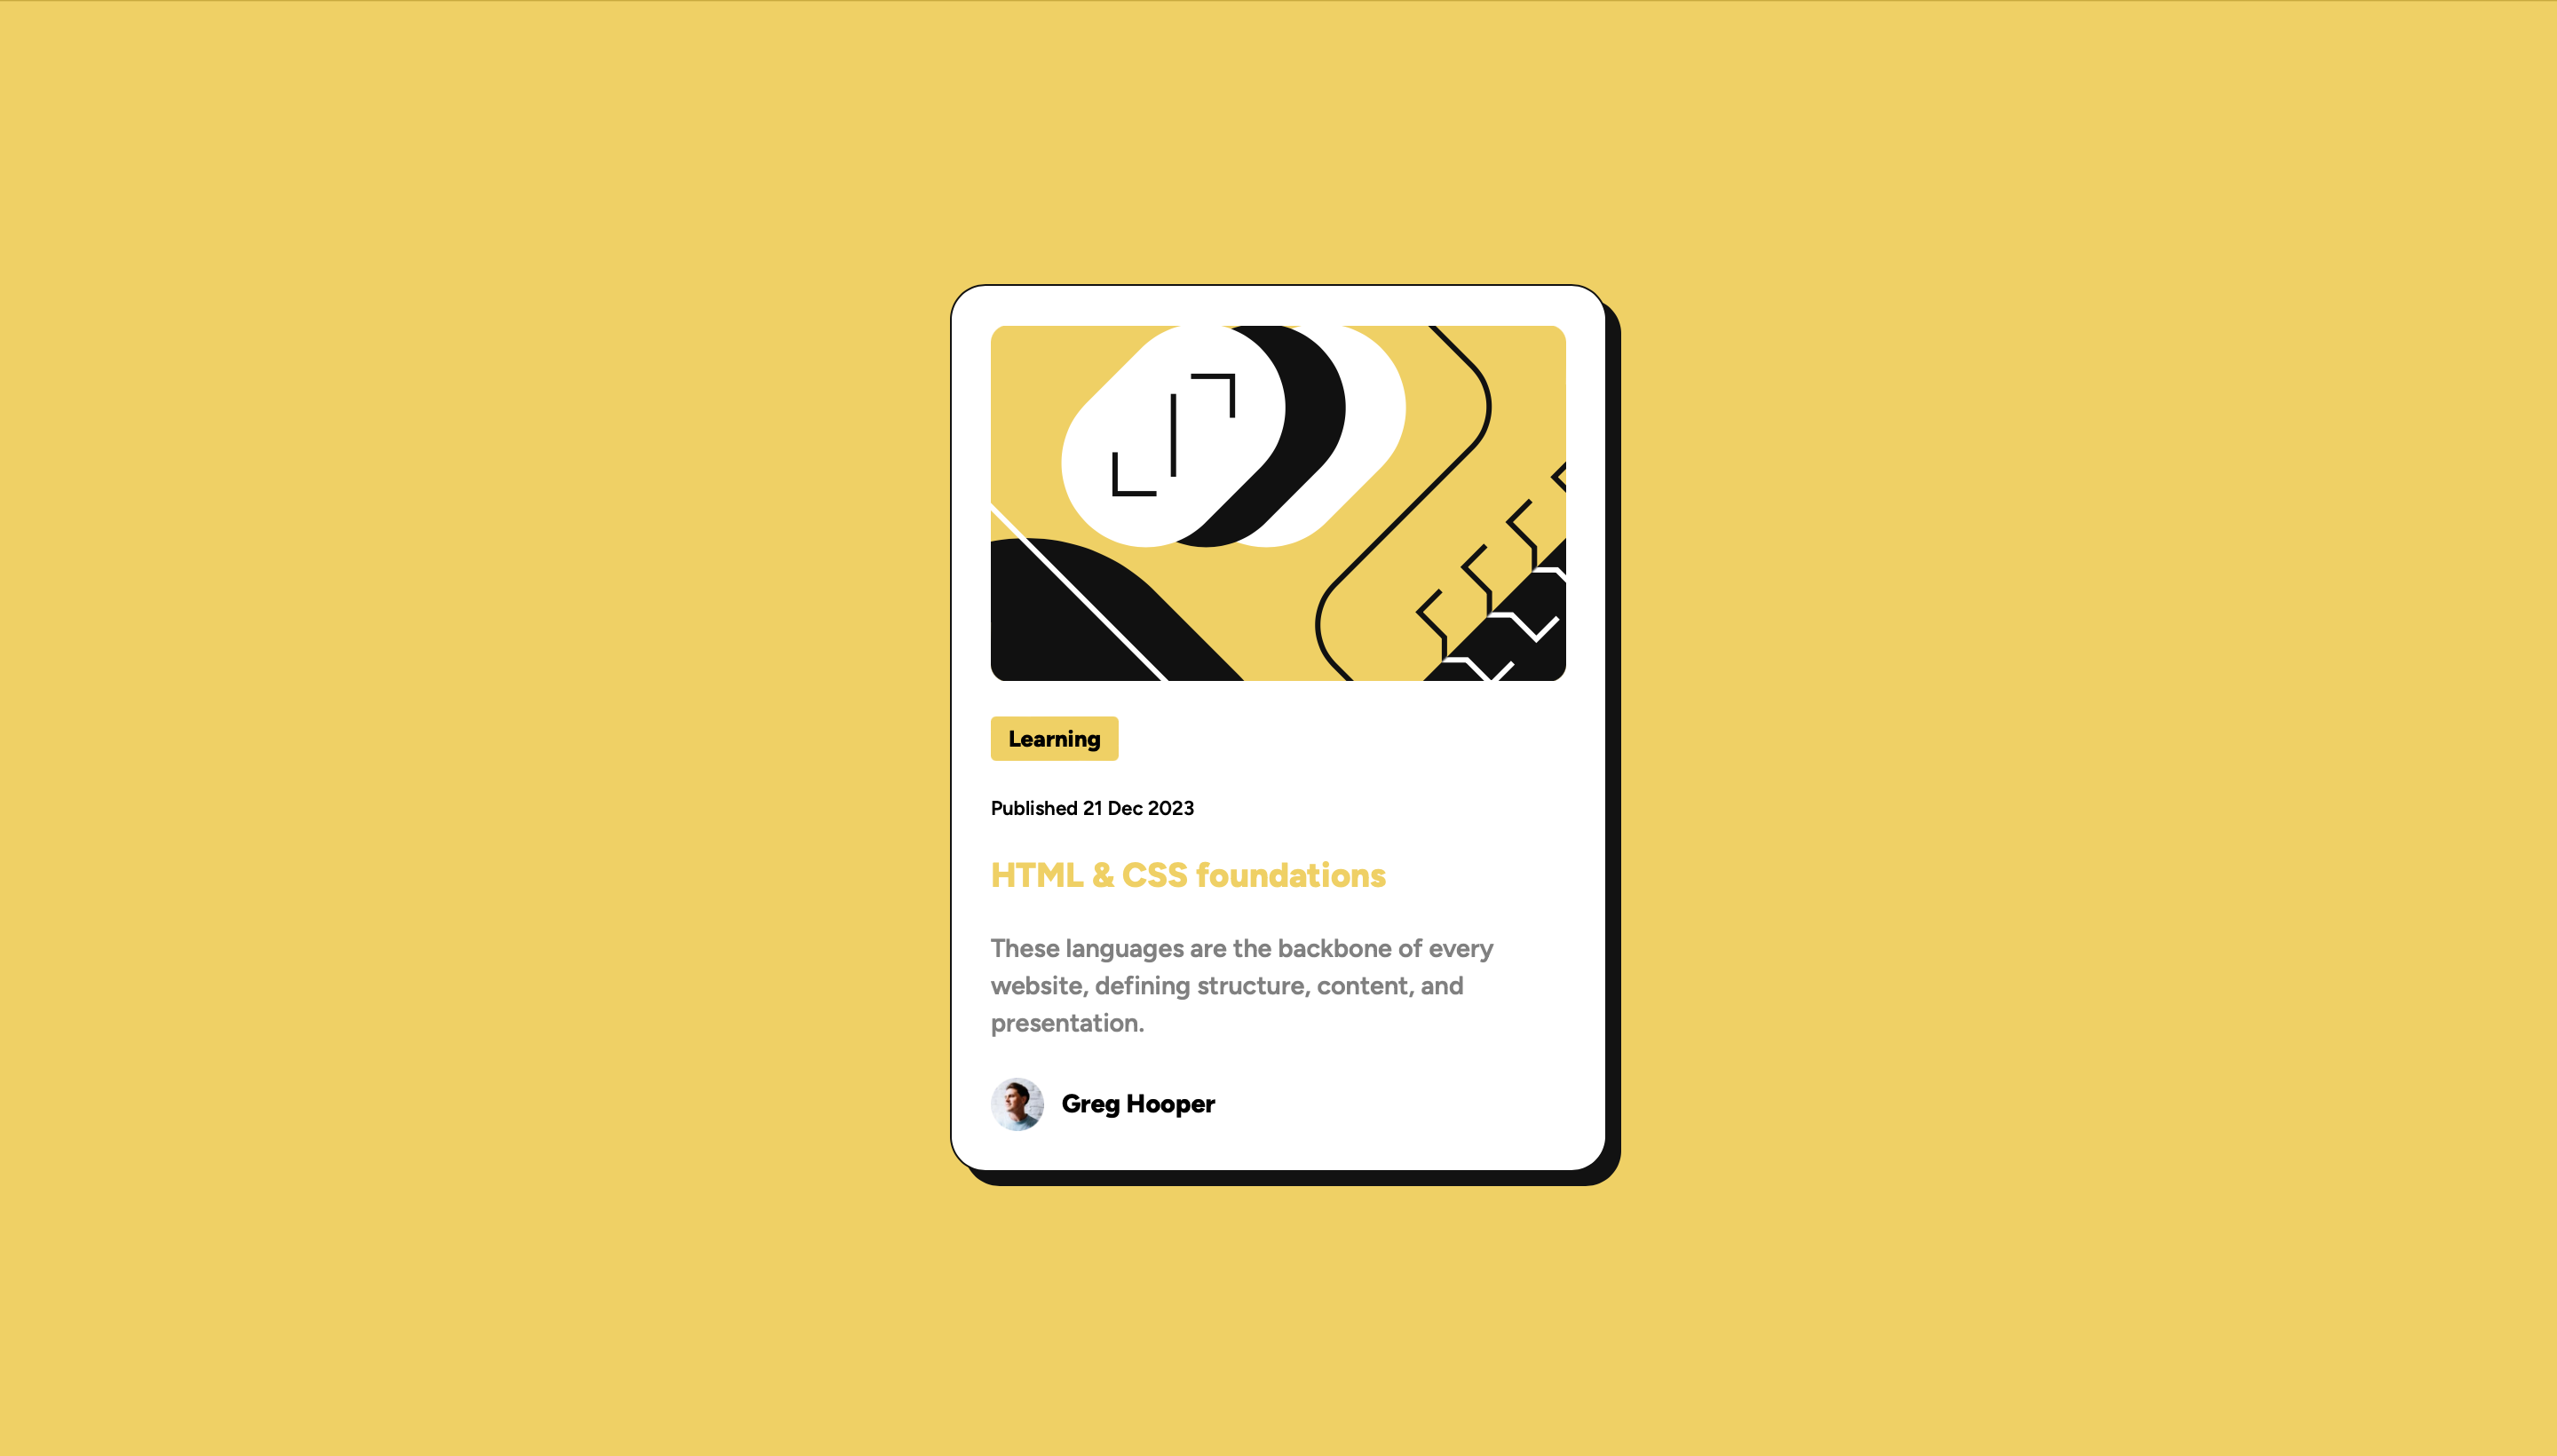 Learning
Published 21 Dec 2023
HTML & CSS foundations
These languages are the backbone of every
website, defining structure, content, and
presentation.
Greg Hooper